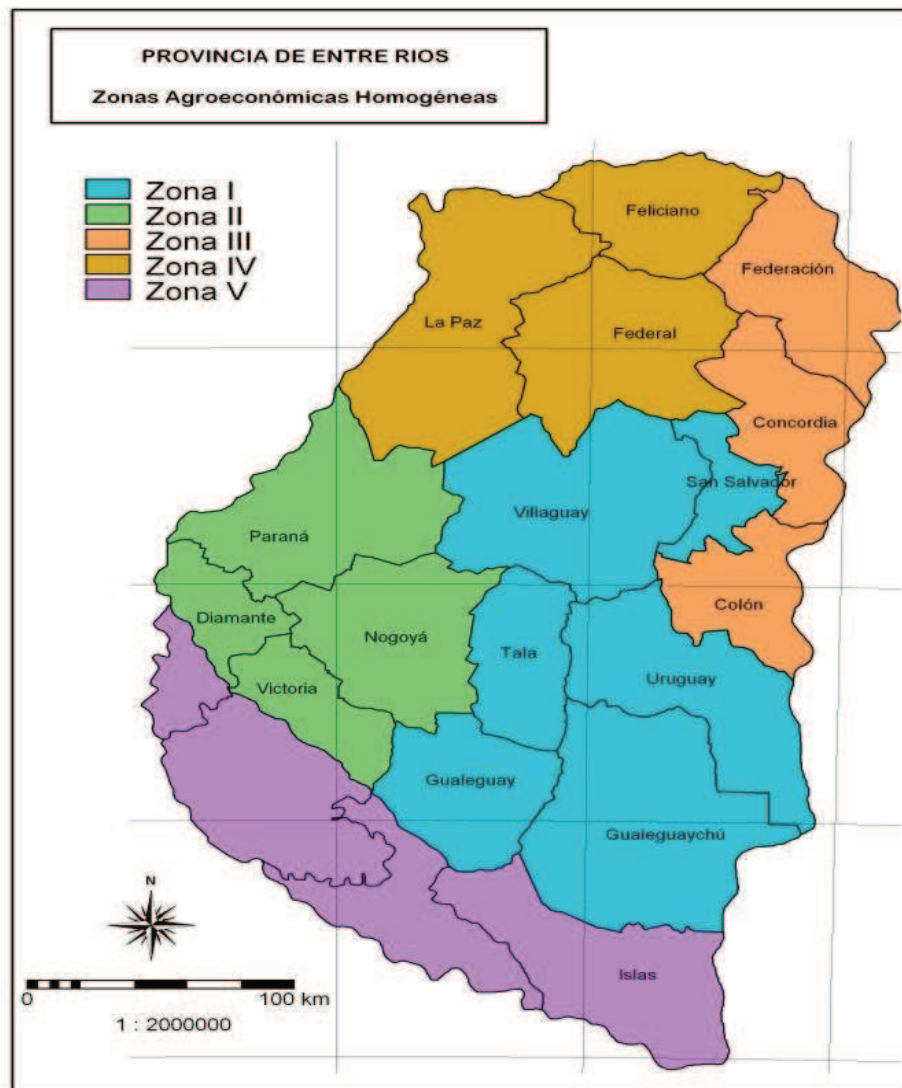 PROVINCIA DE ENTRE RIOS
Zonas Agroeconómicas Homogéneas
Zona I
Zona II
Zona III
Zona IV
Zona V
Feliciano
Federación
La Paz
Federal
Concordia
San Salvador
Villaguay
Paraná
Colón
Diamante
Nogoyá
Tala
Uruguay
Victoria
Gualeguay
Gualeguaychú
N
Islas
0 100 km
1 : 2000000